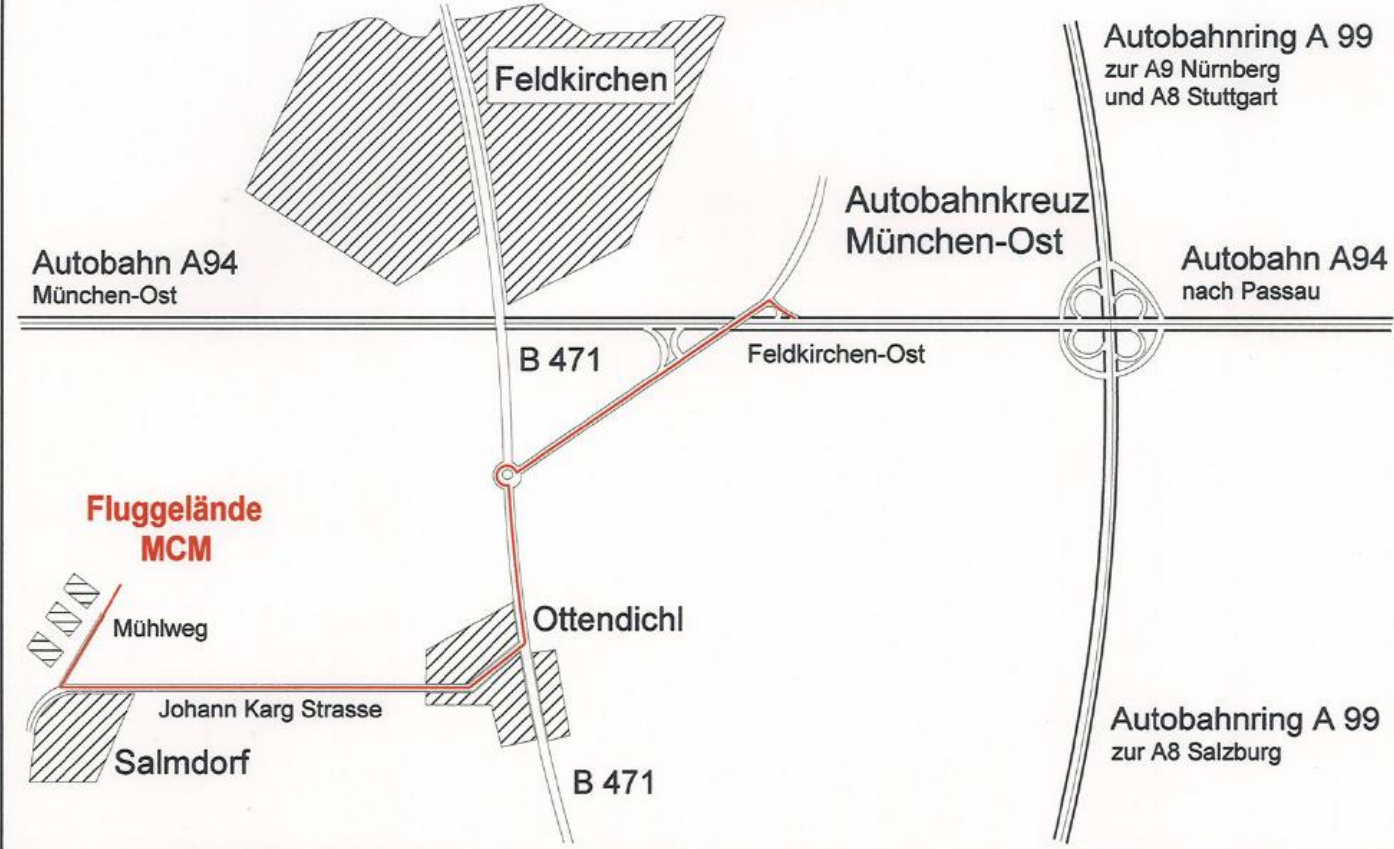 Autobahnring A 99
zur A9 Nürnberg
und A8 Stuttgart
Feldkirchen
Autobahnkreuz
München-Ost
Autobahn A94
München-Ost
Autobahn A94
nach Passau
B 471
Feldkirchen-Ost
Fluggelände
MCM
Mühlweg
Ottendichl
Johann Karg Strasse
Salmdorf
Autobahnring A 99
zur A8 Salzburg
B 471